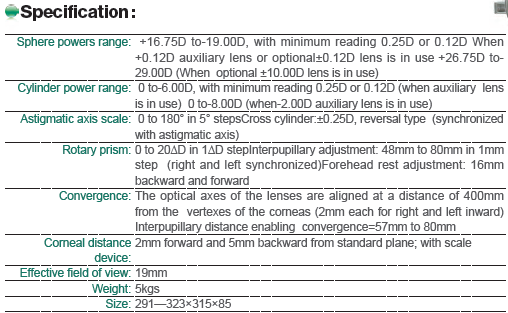 Specification:
Sphere powers range: +16.75D to-19.00D, with minimum reading 0.25D or 0.12D When
+0.12D auxiliary lens or optional±0.12D lens is in use +26.75D to-
29.00D (When optional ±10.00D lens is in use)
Cylinder power range: 0 to-6.00D, with minimum reading 0.25D or 0.12D (when auxiliary lens
is in use) 0 to-8.00D (when-2.00D auxiliary lens is in use)
Astigmatic axis scale: 0 to 180° in 5° stepsCross cylinder:±0.25D, reversal type (synchronized
with astigmatic axis)
Rotary prism: 0 to 20∆D in 1∆D stepInterpupillary adjustment: 48mm to 80mm in 1mm
step (right and left synchronized)Forehead rest adjustment: 16mm
backward and forward
Convergence: The optical axes of the lenses are aligned at a distance of 400mm
from the vertexes of the corneas (2mm each for right and left inward)
Interpupillary distance enabling convergence=57mm to 80mm
Corneal distance 2mm forward and 5mm backward from standard plane; with scale
device:
Effective field of view: 19mm
Weight: 5kgs
Size: 291—323×315×85